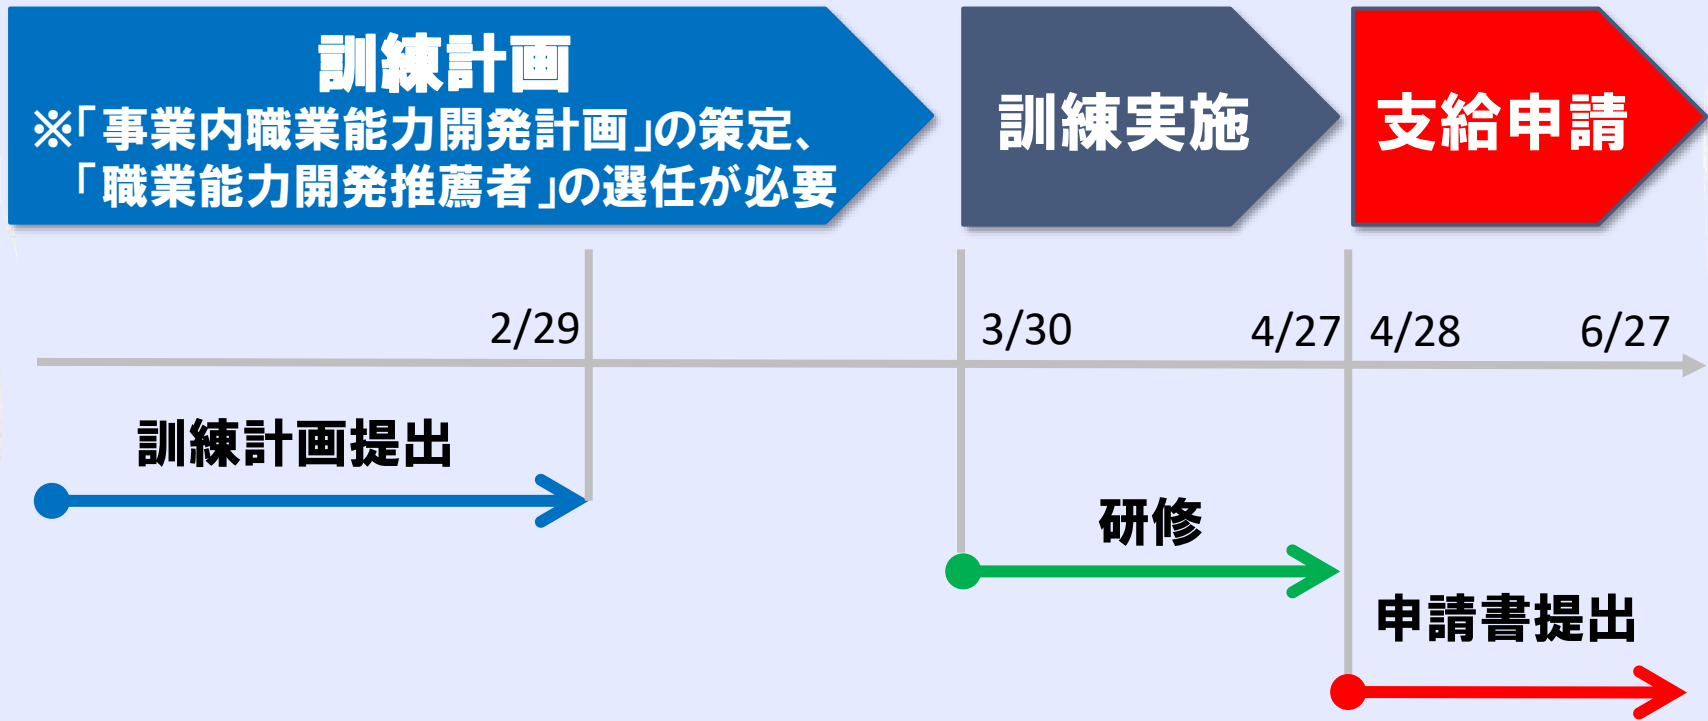 訓練計画
※「事業内職業能力開発計画」の策定、
「職業能力開発推薦者」の選任が必要
訓練実施
支給申請
2/29
3/30
4/27
4/28
6/27
訓練計画提出
研修
申請書提出